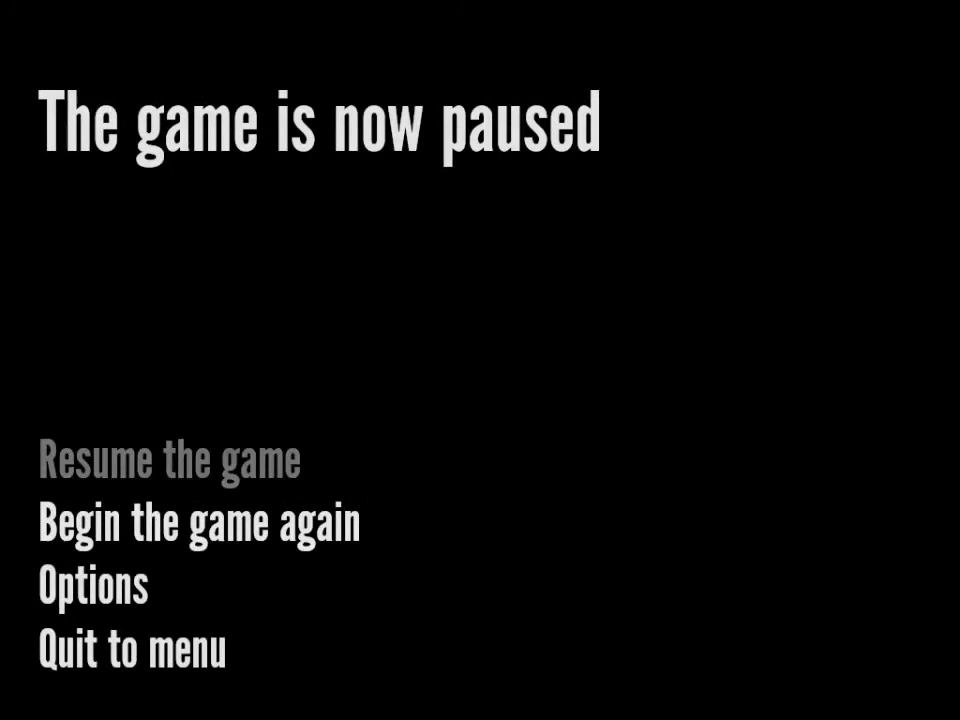 The game is now paused
Resume the game
Begin the game again
Options
Quit to menu